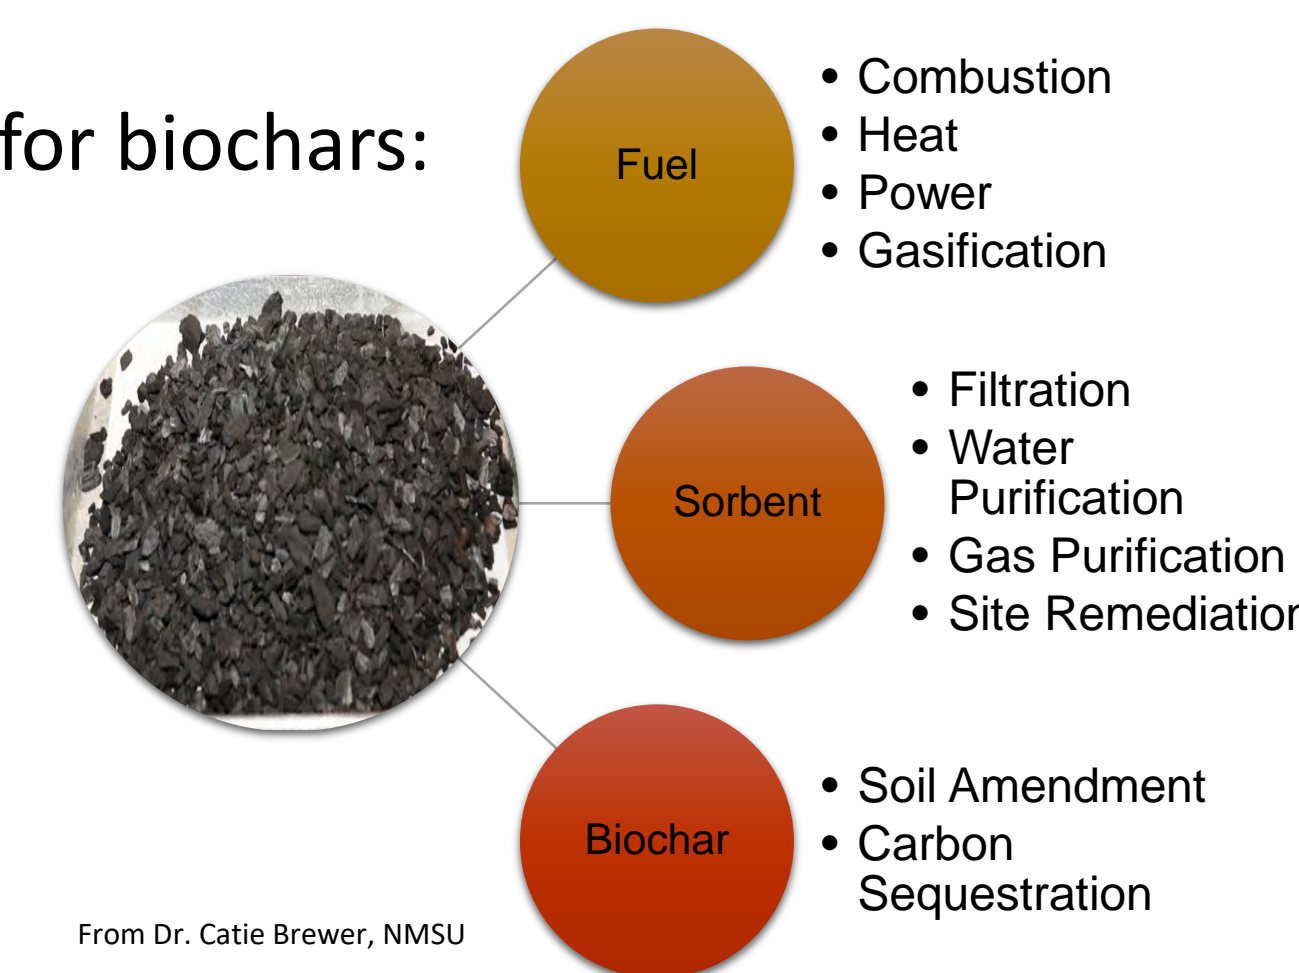 for biochars:
Fuel
• Combustion
• Heat
• Power
• Gasification
Sorbent
• Filtration
• Water
Purification
• Gas Purification
• Site Remediation
Biochar
• Soil Amendment
• Carbon
Sequestration
From Dr. Catie Brewer, NMSU